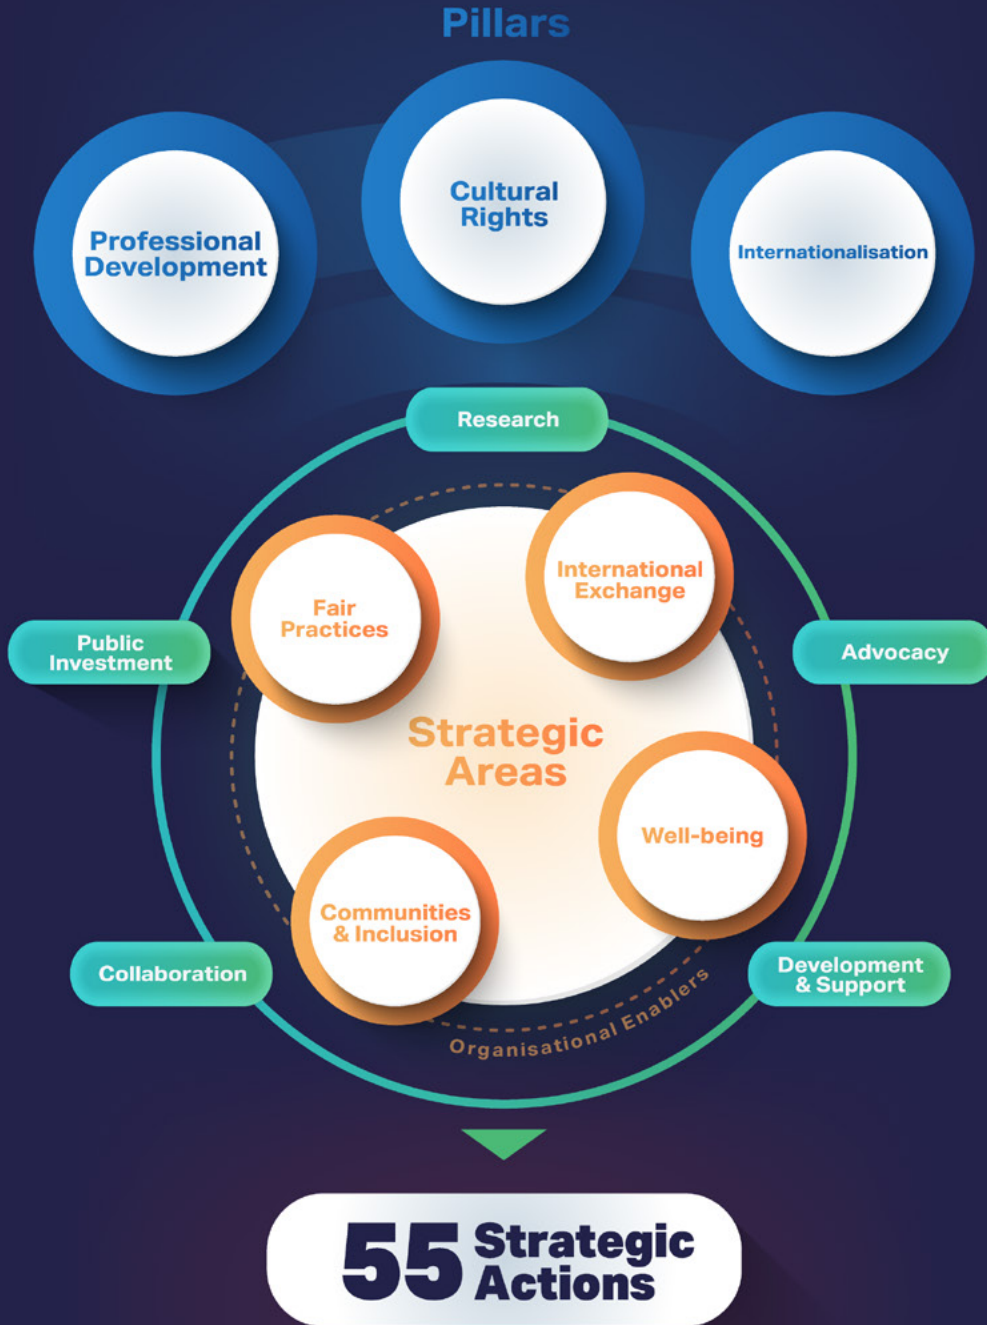 Pillars
Cultural
Rights
Professional
Development
Internationalisation
Research
International
Exchange
Fair
Practices
Public
Investment
Advocacy
Strategic
Areas
Well-being
Communities
& Inclusion
Collaboration
Development
& Support
Organisational Enablers
55 Strategic
Actions